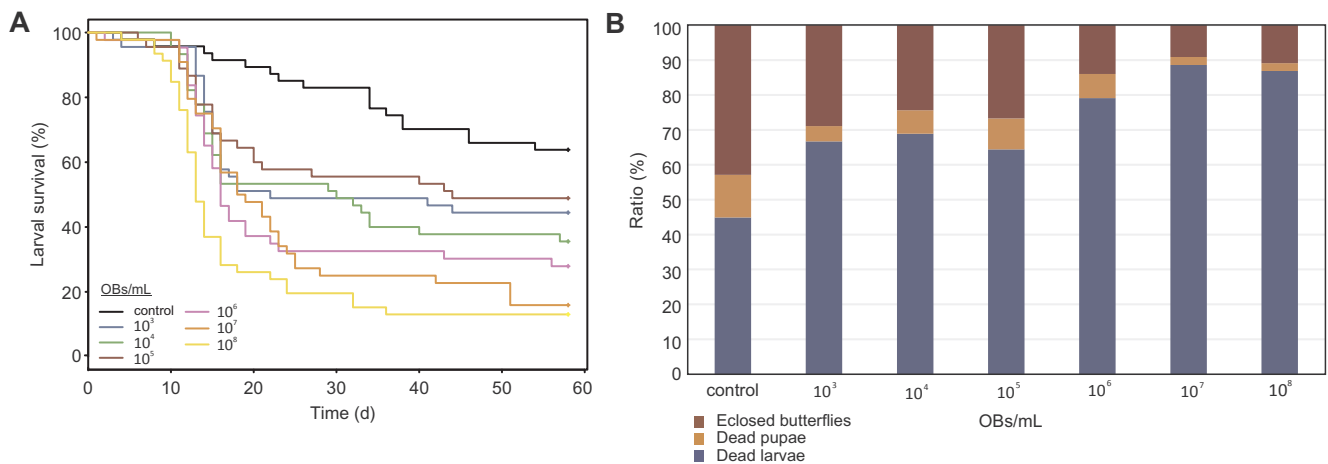 A
Larval survival (%)
100
80
60
40
20
0
OBs/mL
control
10³
10⁴
10⁵
10⁶
10⁷
10⁸
0 10 20 30 40 50 60
Time (d)
B
Ratio (%)
100
90
80
70
60
50
40
30
20
10
0
control 10³ 10⁴ 10⁵ 10⁶ 10⁷ 10⁸
OBs/mL
Eclosed butterflies
Dead pupae
Dead larvae